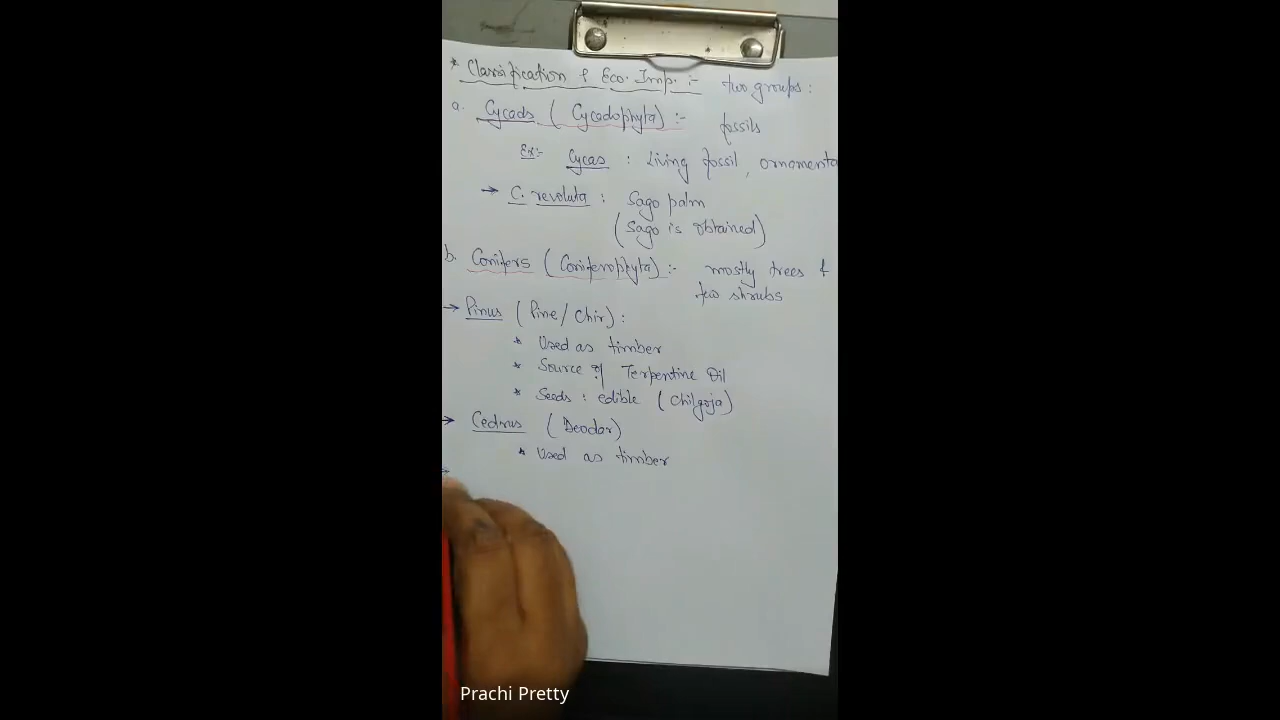 * Classification & Eco. Imp. :- two groups :
a. Cycads ( Cycadophyta) :- fossils
Ex:- Cycas : Living fossil, ornamenta
→ C. revoluta : Sago palm
(Sago is obtained)
b. Conifers ( Coniferophyta) :- mostly trees &
few shrubs
→ Pinus ( Pine/ Chir) :
* Used as timber
* Source of Terpentine Oil
* Seeds : edible ( Chilgoja)
→ Cedrus ( Deodar)
* Used as timber
Prachi Pretty